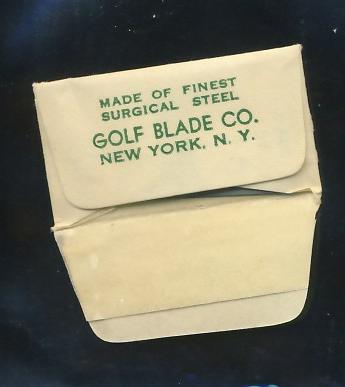 MADE OF FINEST
SURGICAL STEEL
GOLF BLADE CO.
NEW YORK, N. Y.